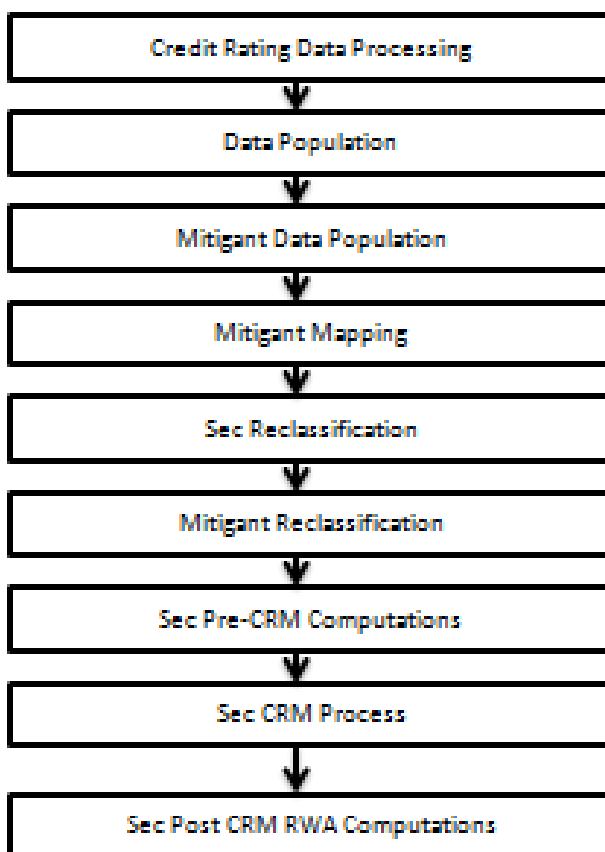 Credit Rating Data Processing
Data Population
Mitigant Data Population
Mitigant Mapping
Sec Reclassification
Mitigant Reclassification
Sec Pre-CRM Computations
Sec CRM Process
Sec Post CRM RWA Computations